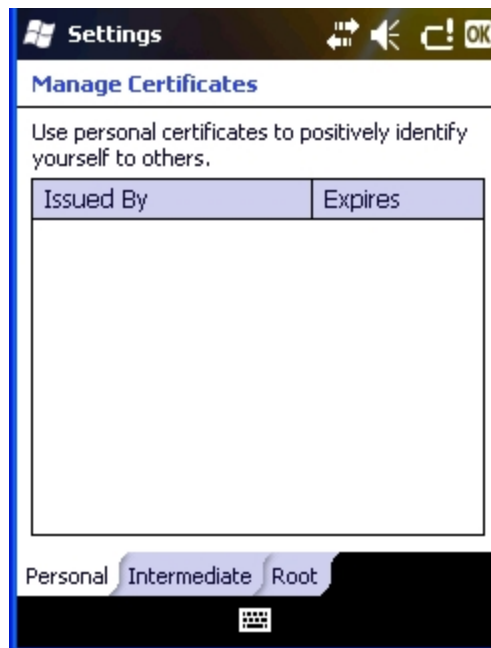 Settings
OK
Manage Certificates
Use personal certificates to positively identify
yourself to others.
Issued By Expires
Personal Intermediate Root